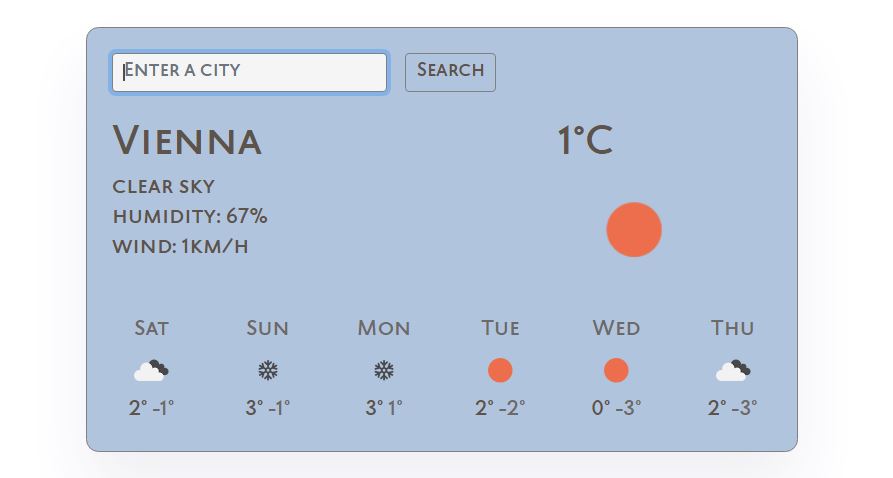 Enter a city
Search
Vienna
1°C
clear sky
humidity: 67%
wind: 1km/h
Sat Sun Mon Tue Wed Thu
2° -1° 3° -1° 3° 1° 2° -2° 0° -3° 2° -3°